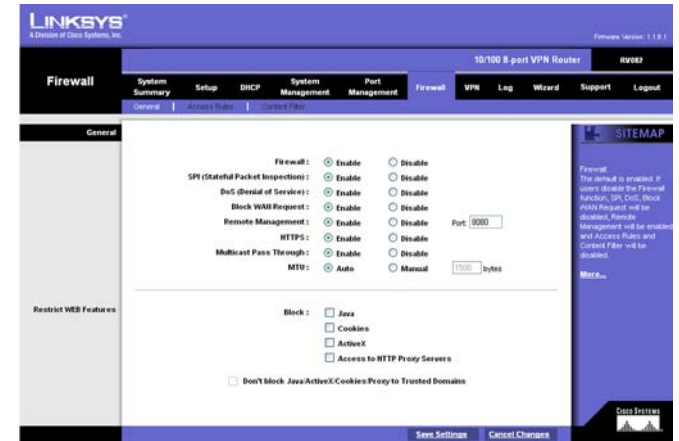 LINKSYS®
A Division of Cisco Systems, Inc.
Firmware Version: 1.1.8.1
10/100 8-port VPN Router RV082
Firewall
System Summary Setup DHCP System Management Port Management Firewall VPN Log Wizard Support Logout
General | Access Rules | Content Filter
General
SITEMAP
Firewall : Enable Disable
SPI (Stateful Packet Inspection) : Enable Disable
DoS (Denial of Service) : Enable Disable
Block WAN Request : Enable Disable
Remote Management : Enable Disable Port: 8080
HTTPS : Enable Disable
Multicast Pass Through : Enable Disable
MTU : Auto Manual 1500 bytes
Firewall:
The default is enabled. If
users disable the Firewall
function, SPI, DoS, Block
WAN Request will be
disabled, Remote
Management will be enabled
and Access Rules and
Content Filter will be
disabled.
More...
Restrict WEB Features
Block : Java
Cookies
ActiveX
Access to HTTP Proxy Servers
Don't block Java/ActiveX/Cookies/Proxy to Trusted Domains
Save Settings Cancel Changes
CISCO SYSTEMS